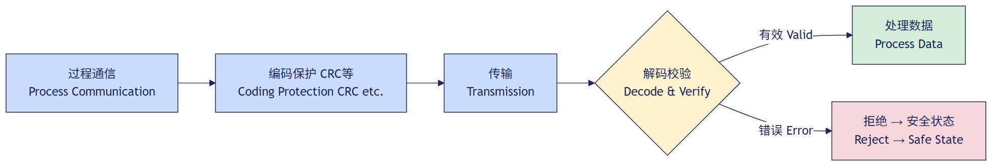 过程通信
Process Communication
编码保护 CRC等
Coding Protection CRC etc.
传输
Transmission
解码校验
Decode & Verify
有效 Valid
处理数据
Process Data
错误 Error
拒绝 → 安全状态
Reject → Safe State